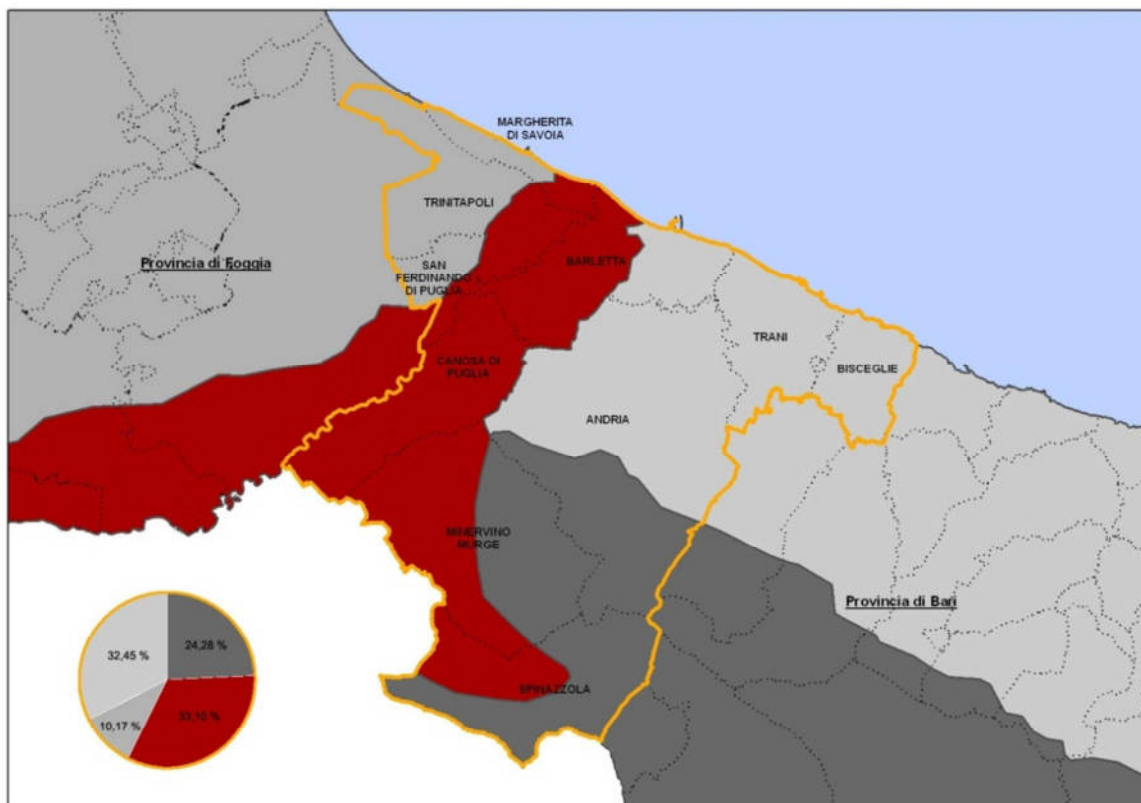 MARGHERITA
DI SAVOIA
TRINITAPOLI
Provincia di Foggia
SAN
FERDINANDO
DI PUGLIA
BARLETTA
TRANI
BISCEGLIE
CANOSA DI
PUGLIA
ANDRIA
MINERVINO
MURGE
Provincia di Bari
SPINAZZOLA
32,45 %
24,28 %
10,17 %
33,10 %